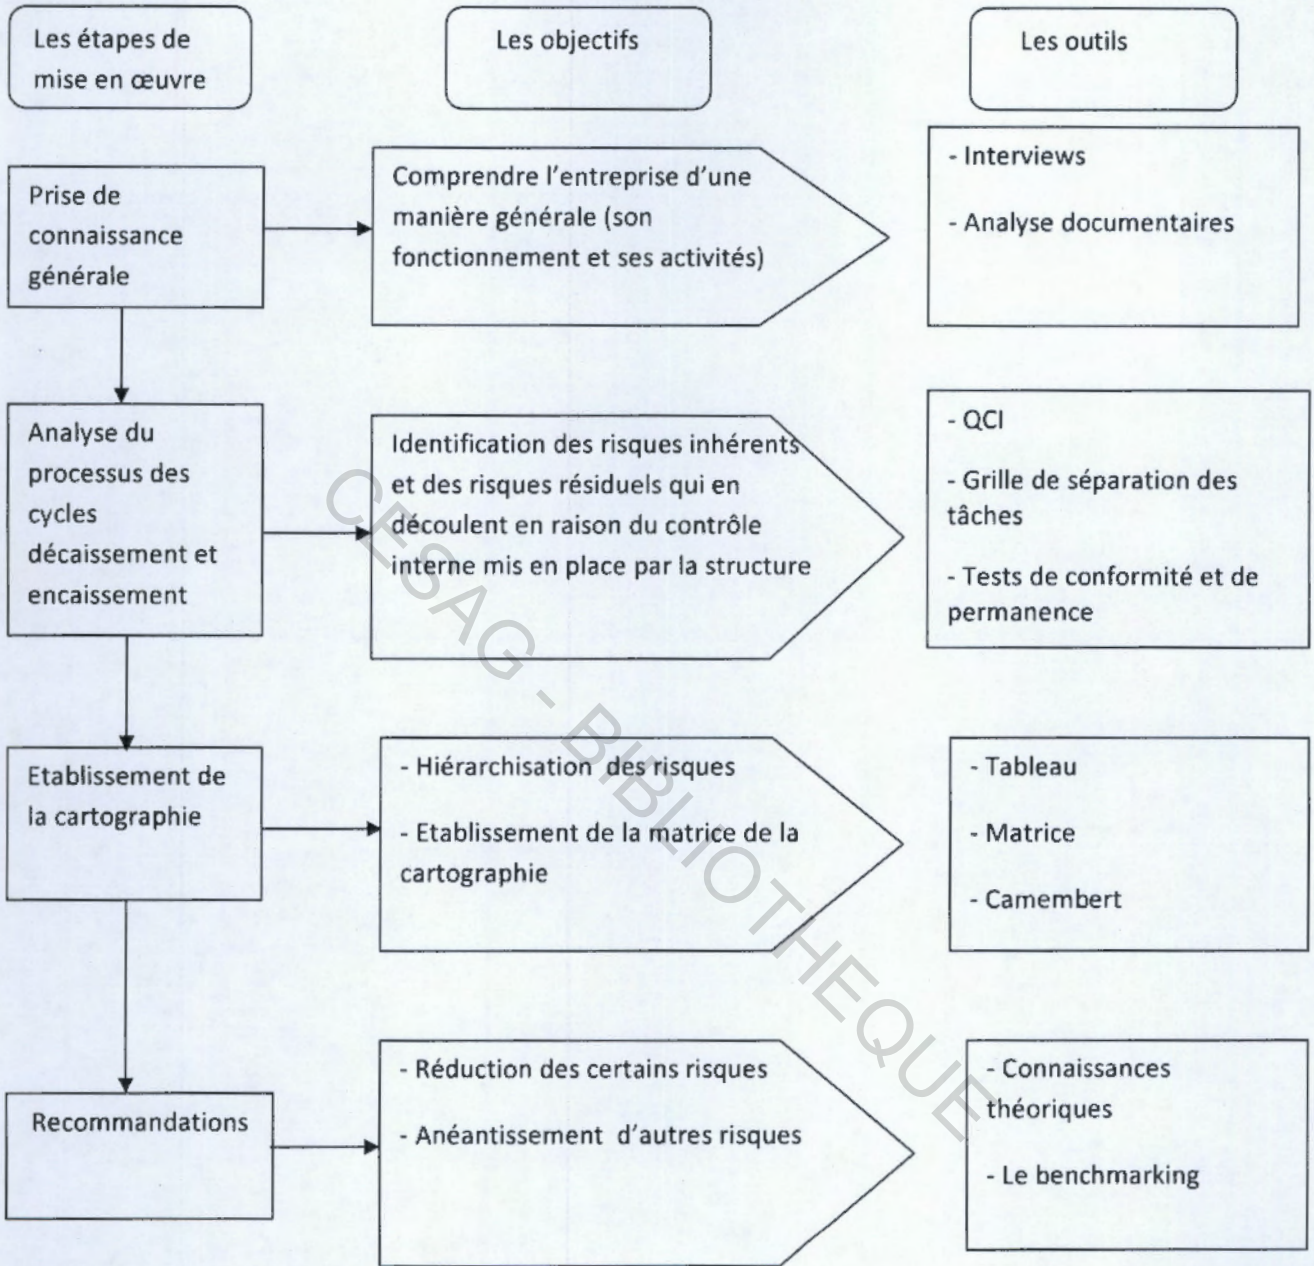 Les étapes de
mise en œuvre
Les objectifs
Les outils
Prise de
connaissance
générale
Comprendre l'entreprise d'une
manière générale (son
fonctionnement et ses activités)
- Interviews
- Analyse documentaires
Analyse du
processus des
cycles
décaissement et
encaissement
Identification des risques inhérents
et des risques résiduels qui en
découlent en raison du contrôle
interne mis en place par la structure
- QCI
- Grille de séparation des
tâches
- Tests de conformité et de
permanence
Etablissement de
la cartographie
- Hiérarchisation des risques
- Etablissement de la matrice de la
cartographie
- Tableau
- Matrice
- Camembert
Recommandations
- Réduction des certains risques
- Anéantissement d'autres risques
- Connaissances
théoriques
- Le benchmarking
CESAG - BIBLIOTHEQUE